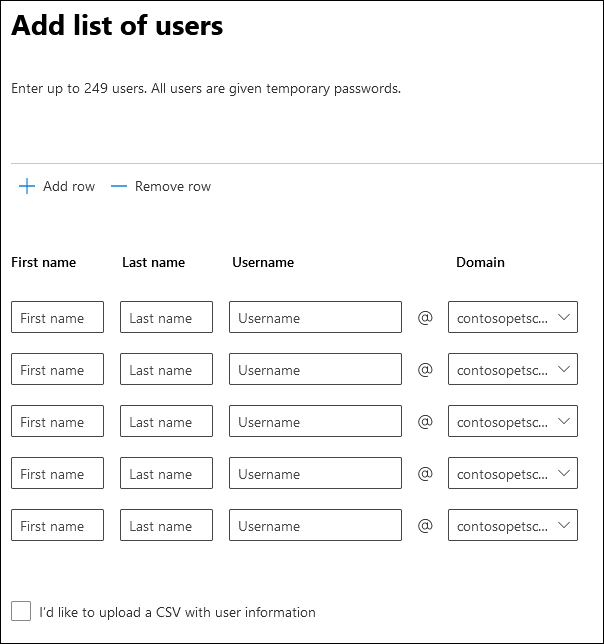 Add list of users
Enter up to 249 users. All users are given temporary passwords.
+ Add row — Remove row
First name Last name Username Domain
First name Last name Username @ contosopetsc...
First name Last name Username @ contosopetsc...
First name Last name Username @ contosopetsc...
First name Last name Username @ contosopetsc...
First name Last name Username @ contosopetsc...
I'd like to upload a CSV with user information